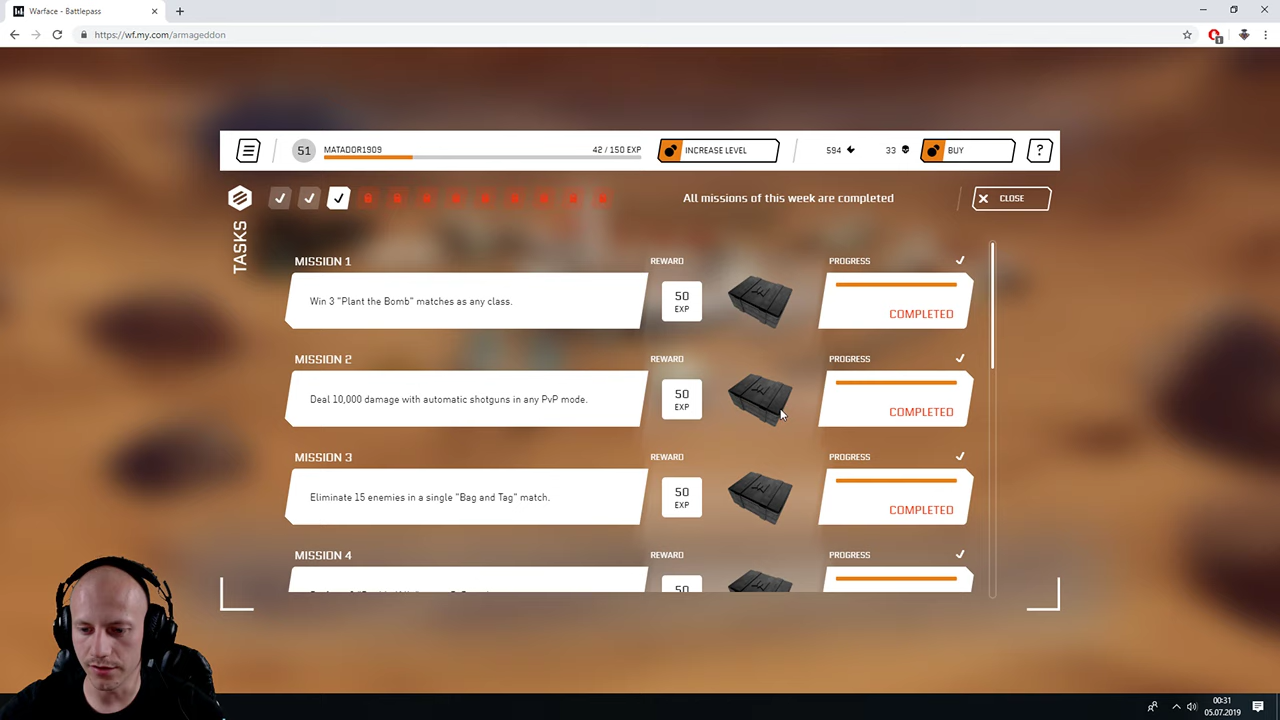 Warface - Battlepass
https://wf.my.com/armageddon
1
51
MATADOR1909
42 / 150 EXP
INCREASE LEVEL
594
33
BUY
?
TASKS
All missions of this week are completed
CLOSE
MISSION 1
REWARD
PROGRESS
Win 3 "Plant the Bomb" matches as any class.
50
EXP
COMPLETED
MISSION 2
REWARD
PROGRESS
Deal 10,000 damage with automatic shotguns in any PvP mode.
50
EXP
COMPLETED
MISSION 3
REWARD
PROGRESS
Eliminate 15 enemies in a single "Bag and Tag" match.
50
EXP
COMPLETED
MISSION 4
REWARD
PROGRESS
50
00:31
05.07.2019